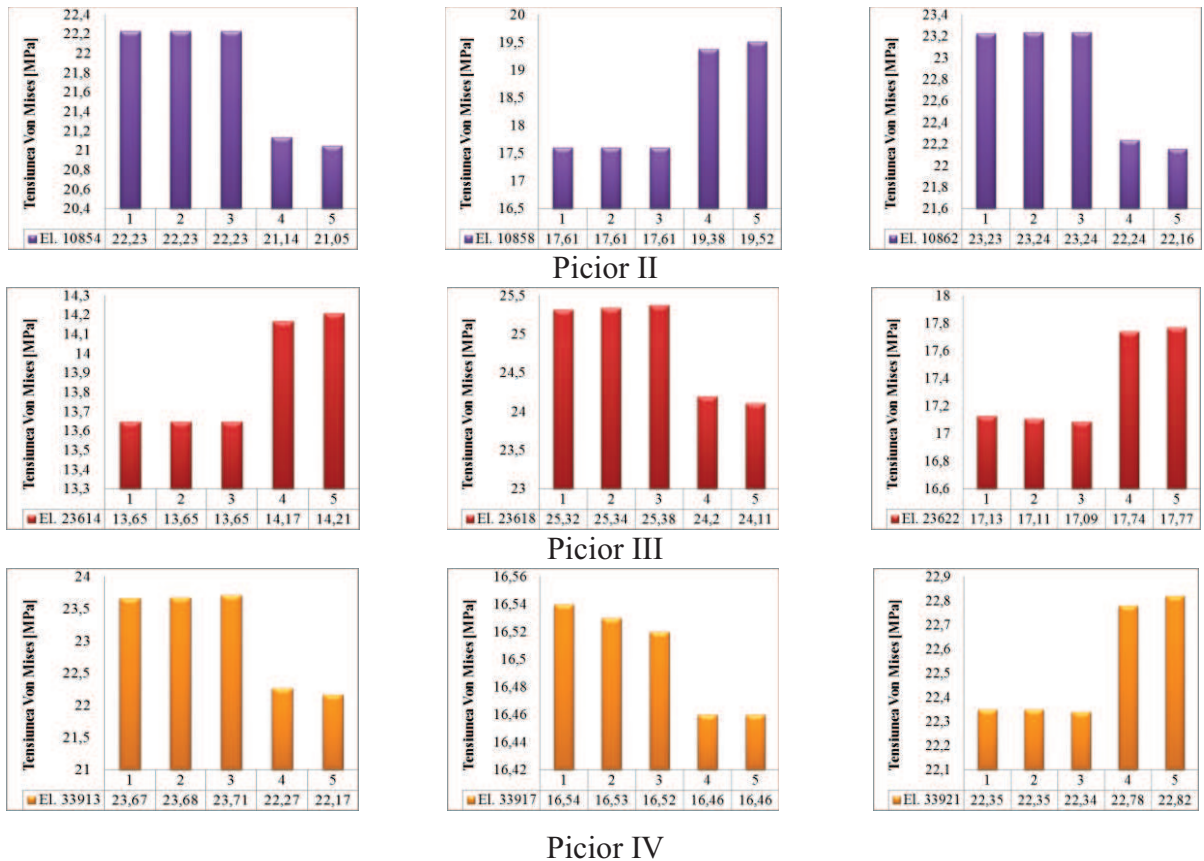 Tensiunea Von Mises [MPa]
22,4
22,2
22
21,8
21,6
21,4
21,2
21
20,8
20,6
20,4
1 2 3 4 5
El. 10854 22,23 22,23 22,23 21,14 21,05
Tensiunea Von Mises [MPa]
20
19,5
19
18,5
18
17,5
17
16,5
1 2 3 4 5
El. 10858 17,61 17,61 17,61 19,38 19,52
Tensiunea Von Mises [MPa]
23,4
23,2
23
22,8
22,6
22,4
22,2
22
21,8
21,6
1 2 3 4 5
El. 10862 23,23 23,24 23,24 22,24 22,16
Picior II
Tensiunea Von Mises [MPa]
14,3
14,2
14,1
14
13,9
13,8
13,7
13,6
13,5
13,4
13,3
1 2 3 4 5
El. 23614 13,65 13,65 13,65 14,17 14,21
Tensiunea Von Mises [MPa]
25,5
25
24,5
24
23,5
23
1 2 3 4 5
El. 23618 25,32 25,34 25,38 24,2 24,11
Tensiunea Von Mises [MPa]
18
17,8
17,6
17,4
17,2
17
16,8
16,6
1 2 3 4 5
El. 23622 17,13 17,11 17,09 17,74 17,77
Picior III
Tensiunea Von Mises [MPa]
24
23,5
23
22,5
22
21,5
21
1 2 3 4 5
El. 33913 23,67 23,68 23,71 22,27 22,17
Tensiunea Von Mises [MPa]
16,56
16,54
16,52
16,5
16,48
16,46
16,44
16,42
1 2 3 4 5
El. 33917 16,54 16,53 16,52 16,46 16,46
Tensiunea Von Mises [MPa]
22,9
22,8
22,7
22,6
22,5
22,4
22,3
22,2
22,1
1 2 3 4 5
El. 33921 22,35 22,35 22,34 22,78 22,82
Picior IV